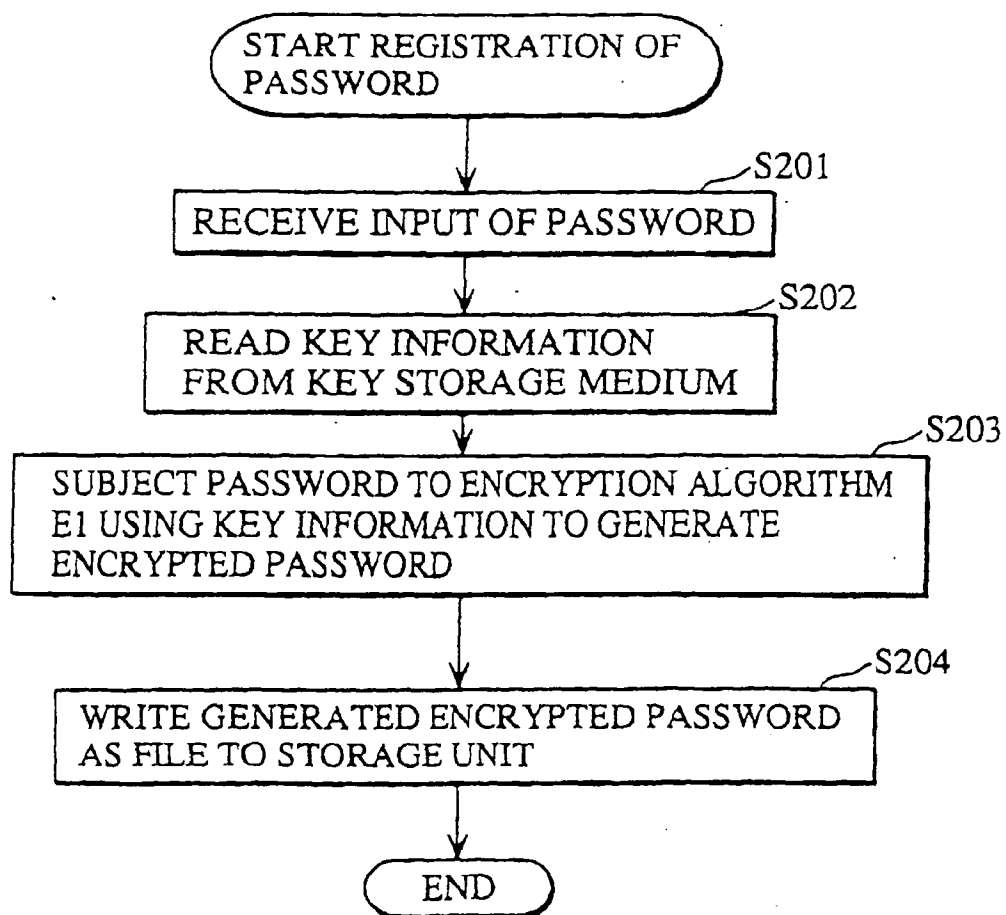 START REGISTRATION OF
PASSWORD
S201
RECEIVE INPUT OF PASSWORD
S202
READ KEY INFORMATION
FROM KEY STORAGE MEDIUM
S203
SUBJECT PASSWORD TO ENCRYPTION ALGORITHM
E1 USING KEY INFORMATION TO GENERATE
ENCRYPTED PASSWORD
S204
WRITE GENERATED ENCRYPTED PASSWORD
AS FILE TO STORAGE UNIT
END